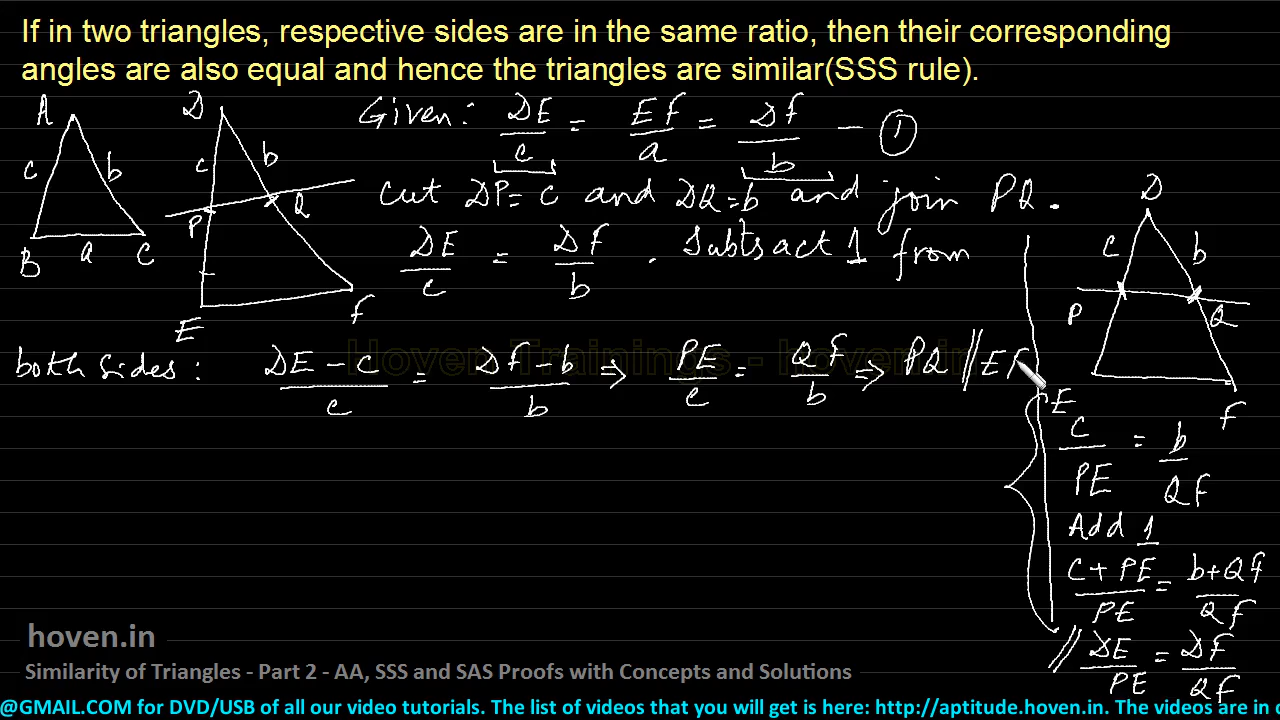 If in two triangles, respective sides are in the same ratio, then their corresponding
angles are also equal and hence the triangles are similar(SSS rule).
A
c b
B a C
D
c b
P Q
E F
Given: DE/c = EF/a = DF/b — ①
cut DP = c and DQ = b and join PQ.
DE/c = DF/b . Subtract 1 from
both sides: DE - c/c = DF - b/b ⇒ PE/c = QF/b ⇒ PQ // EF
Hoven Trainings - hoven.in
D
c b
P Q
E F
c/PE = b/QF
Add 1
c + PE/PE = b + QF/QF
// DE/PE = DF/QF
hoven.in
Similarity of Triangles - Part 2 - AA, SSS and SAS Proofs with Concepts and Solutions
@GMAIL.COM for DVD/USB of all our video tutorials. The list of videos that you will get is here: http://aptitude.hoven.in. The videos are in